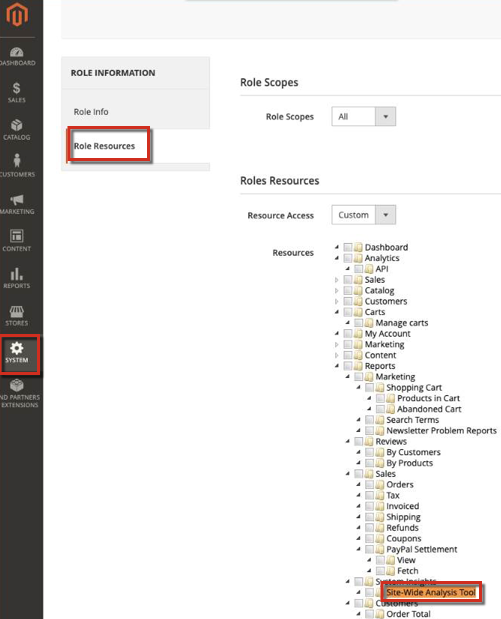 DASHBOARD
SALES
CATALOG
CUSTOMERS
MARKETING
CONTENT
REPORTS
STORES
SYSTEM
PARTNERS
EXTENSIONS
ROLE INFORMATION
Role Info
Role Resources
Role Scopes
Role Scopes All
Roles Resources
Resource Access Custom
Resources
Dashboard
Analytics
API
Sales
Catalog
Customers
Carts
Manage carts
My Account
Marketing
Content
Reports
Marketing
Shopping Cart
Products in Cart
Abandoned Cart
Search Terms
Newsletter Problem Reports
Reviews
By Customers
By Products
Sales
Orders
Tax
Invoiced
Shipping
Refunds
Coupons
PayPal Settlement
View
Fetch
System Insights
Site-Wide Analysis Tool
Customers
Order Total